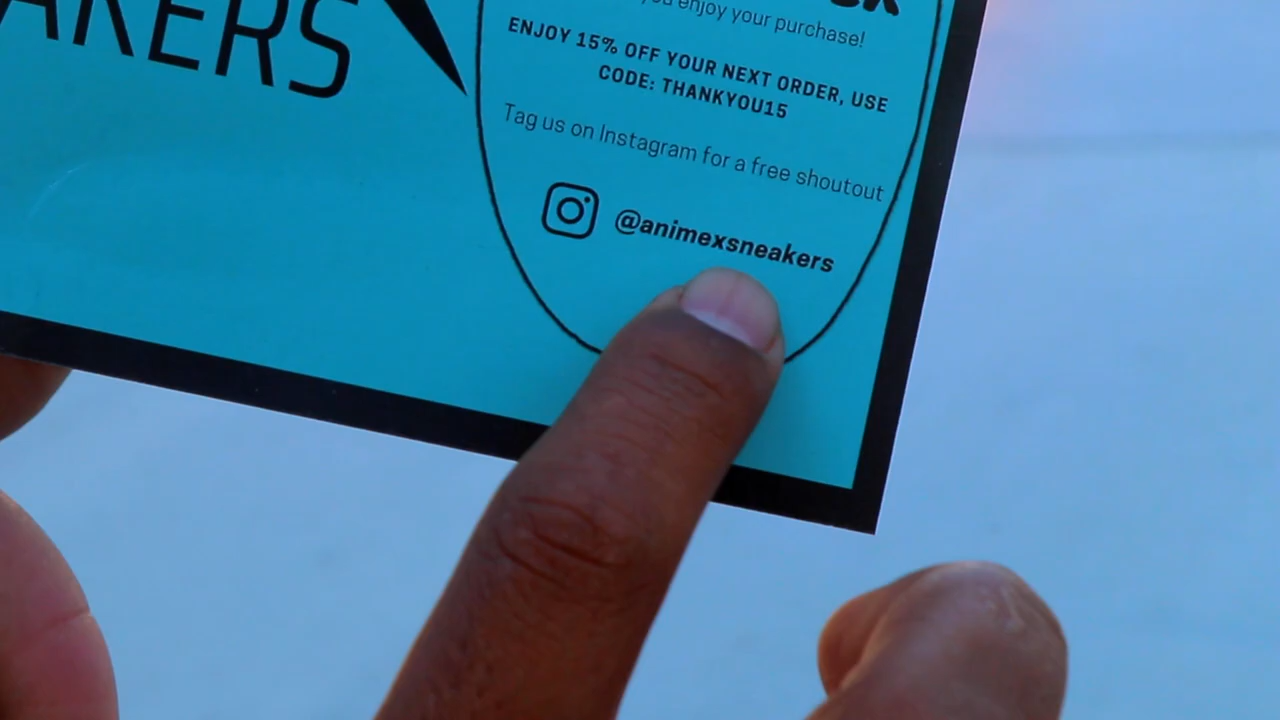 AKERS
you enjoy your purchase!
ENJOY 15% OFF YOUR NEXT ORDER, USE
CODE: THANKYOU15
Tag us on Instagram for a free shoutout
@animexsneakers